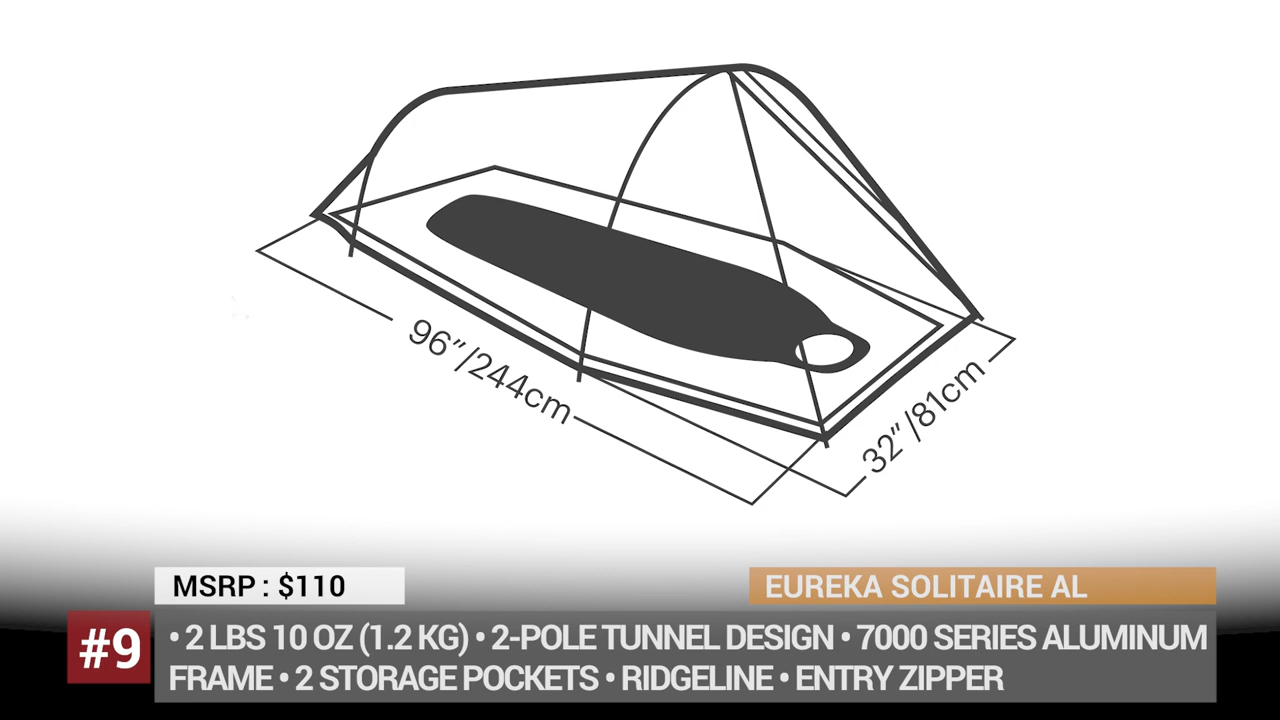 96"/244cm
32"/81cm
MSRP : $110
EUREKA SOLITAIRE AL
#9
• 2 LBS 10 OZ (1.2 KG) • 2-POLE TUNNEL DESIGN • 7000 SERIES ALUMINUM
FRAME • 2 STORAGE POCKETS • RIDGELINE • ENTRY ZIPPER